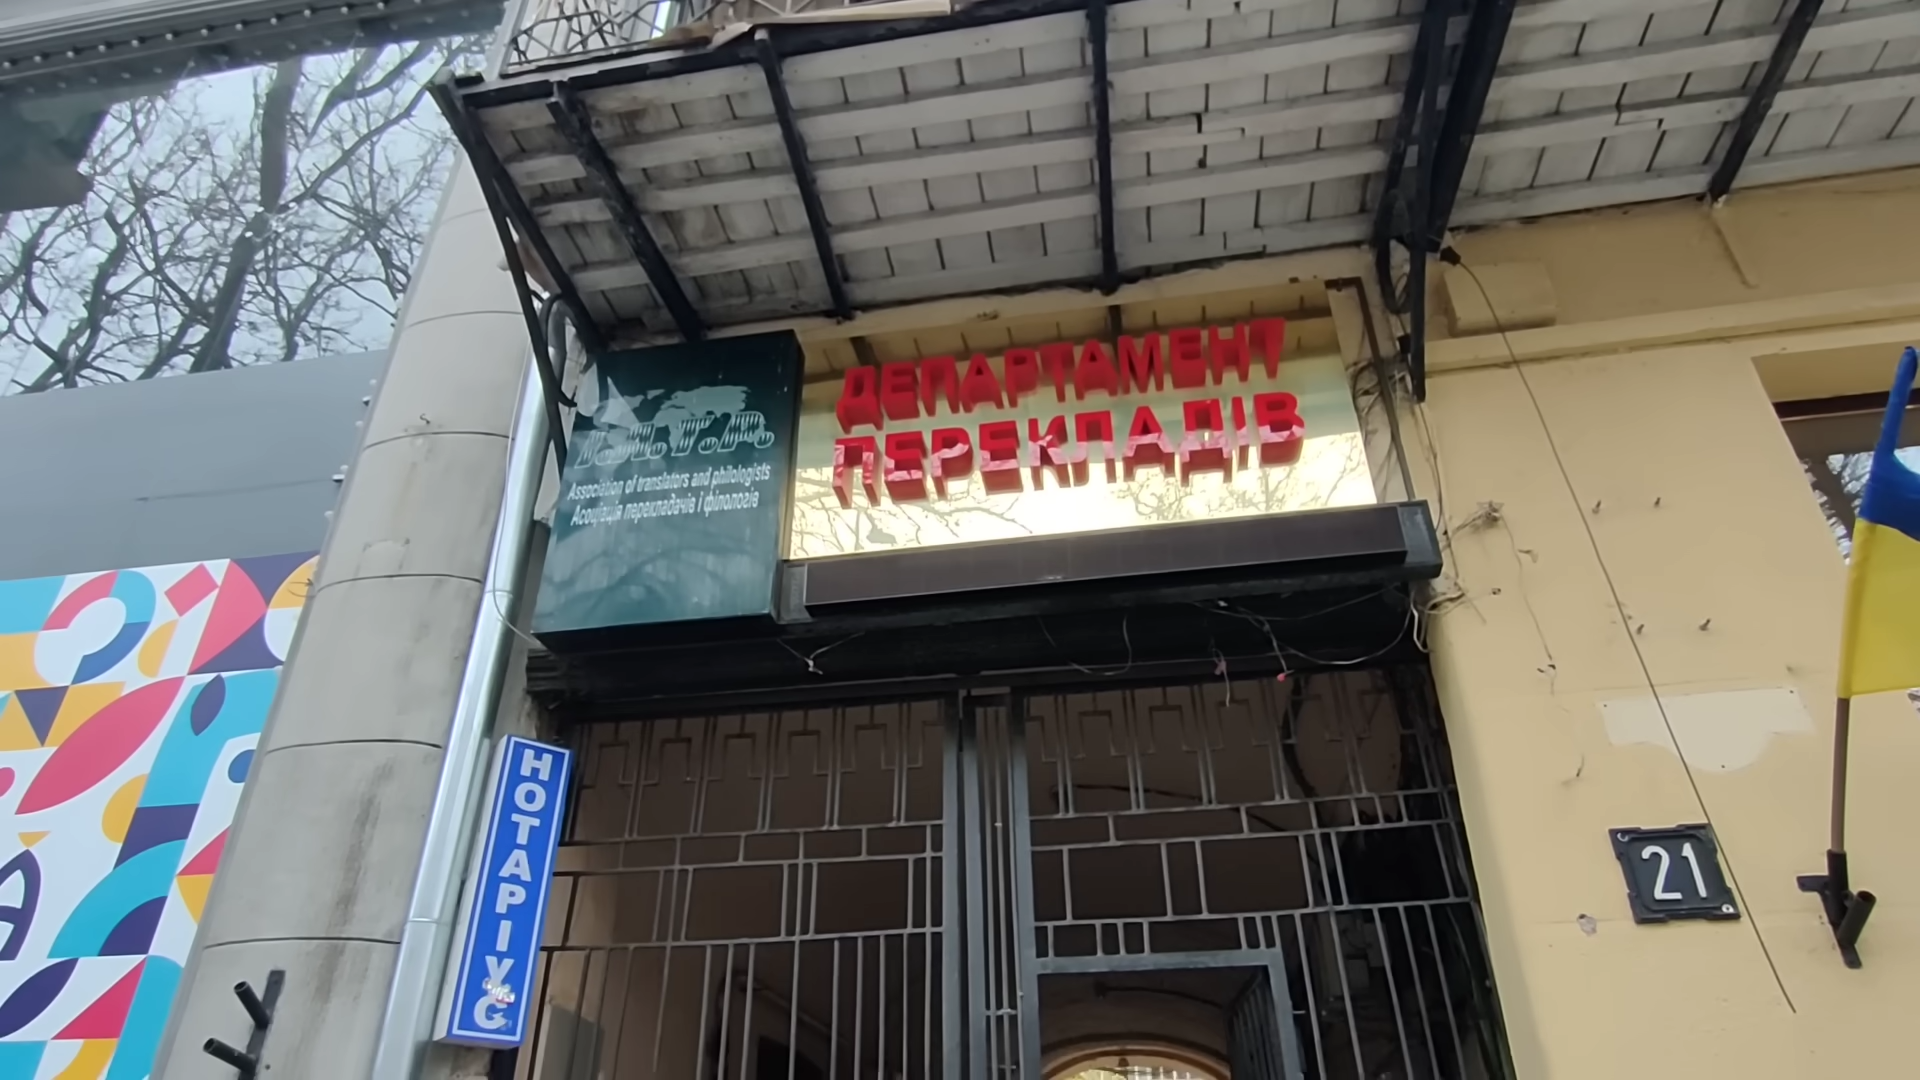 Association of translators and philologists
Асоціація перекладачів і філологів
ДЕПАРТАМЕНТ
ПЕРЕКЛАДІВ
НОТАРІУС
21